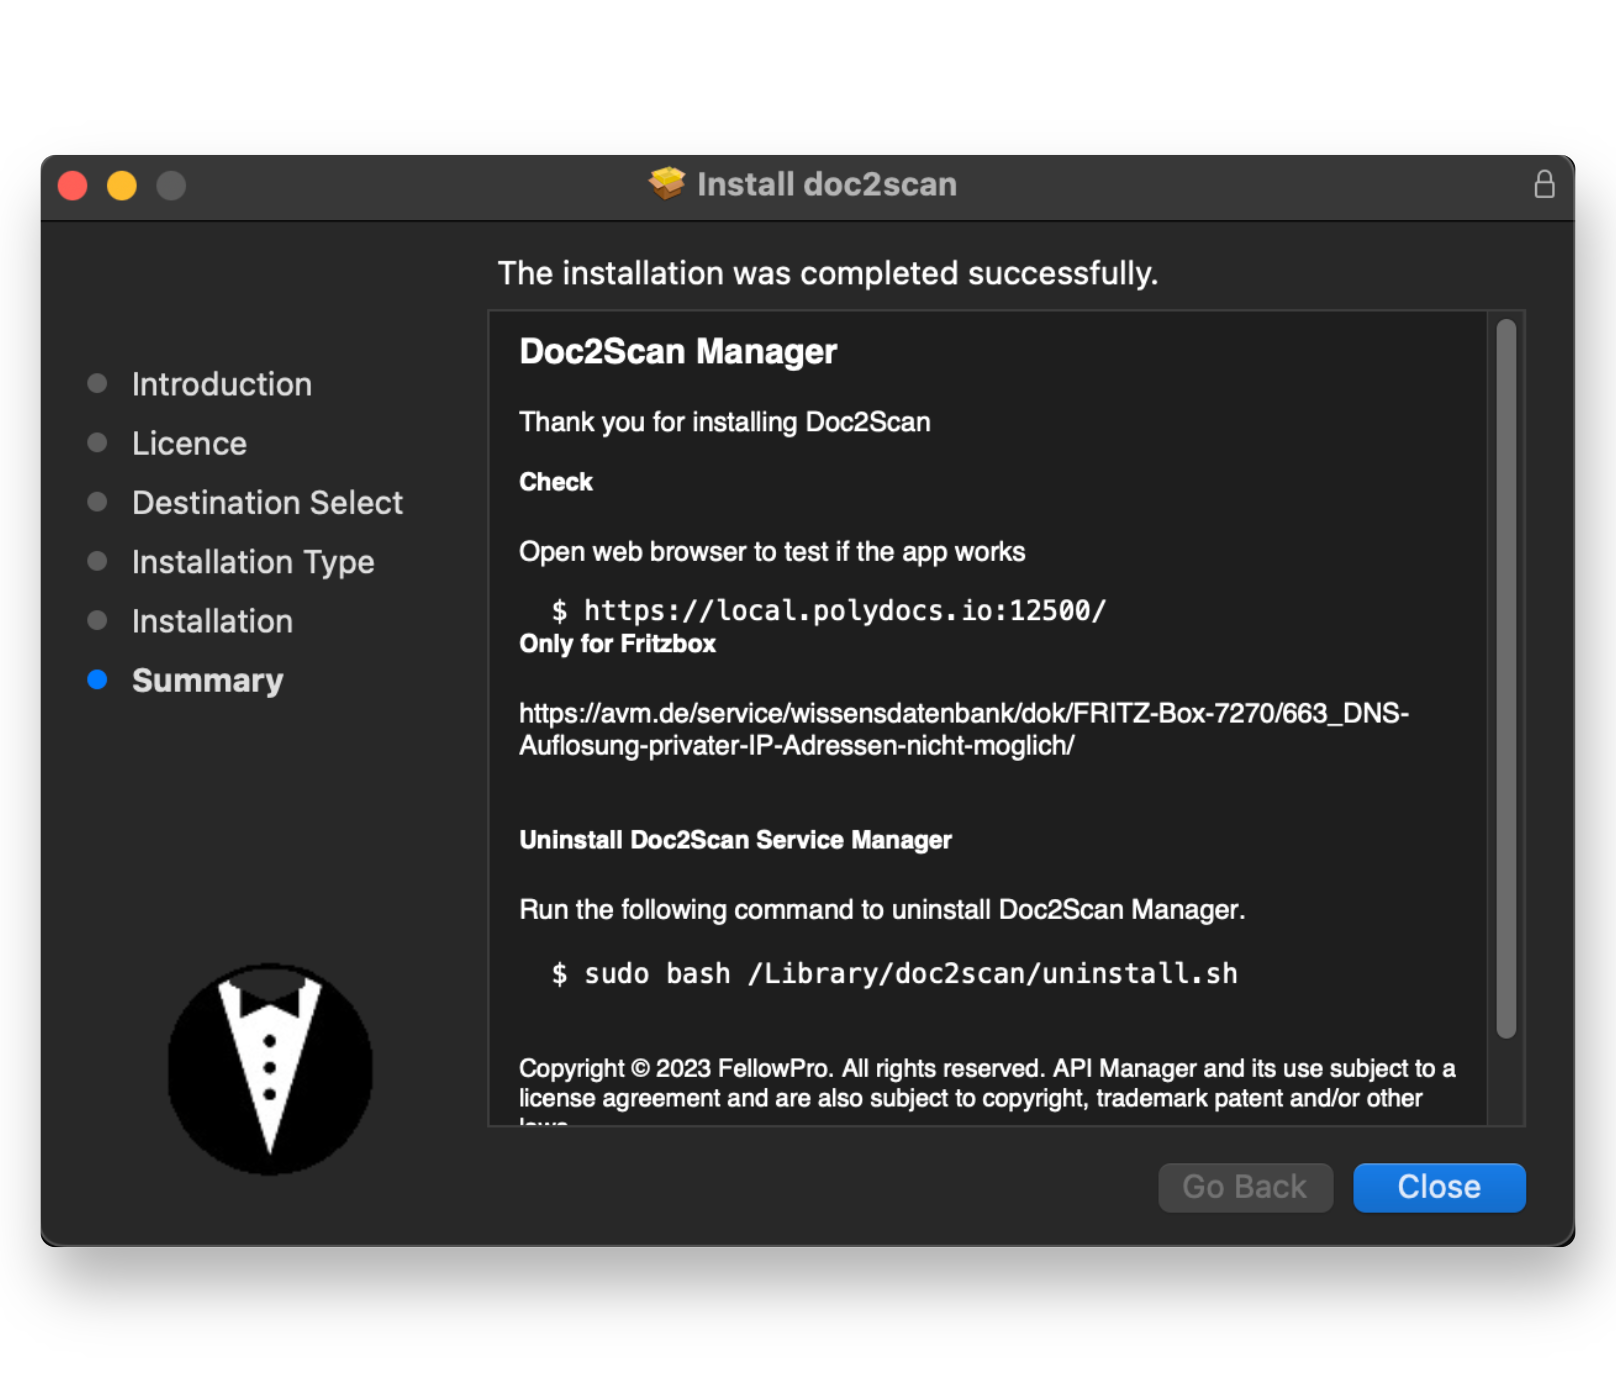 Install doc2scan
The installation was completed successfully.
Introduction
Licence
Destination Select
Installation Type
Installation
Summary
Doc2Scan Manager
Thank you for installing Doc2Scan
Check
Open web browser to test if the app works
$ https://local.polydocs.io:12500/
Only for Fritzbox
https://avm.de/service/wissensdatenbank/dok/FRITZ-Box-7270/663_DNS-
Auflosung-privater-IP-Adressen-nicht-moglich/
Uninstall Doc2Scan Service Manager
Run the following command to uninstall Doc2Scan Manager.
$ sudo bash /Library/doc2scan/uninstall.sh
Copyright © 2023 FellowPro. All rights reserved. API Manager and its use subject to a
license agreement and are also subject to copyright, trademark patent and/or other
Go Back
Close